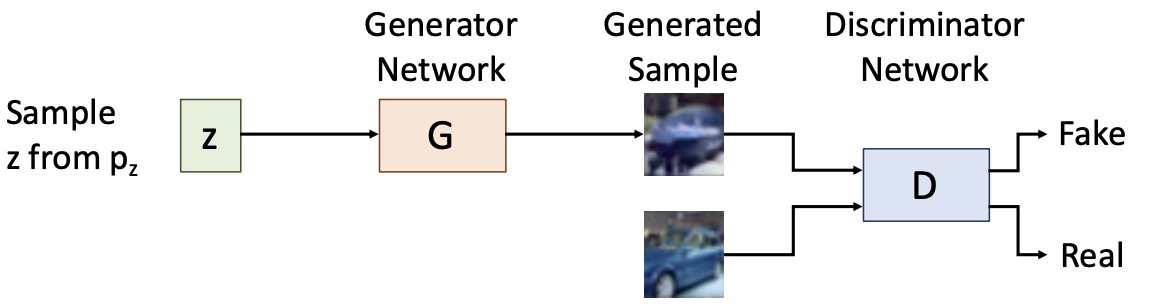 Generator
Network
Generated
Sample
Discriminator
Network
Sample
z from pz
z
G
D
Fake
Real